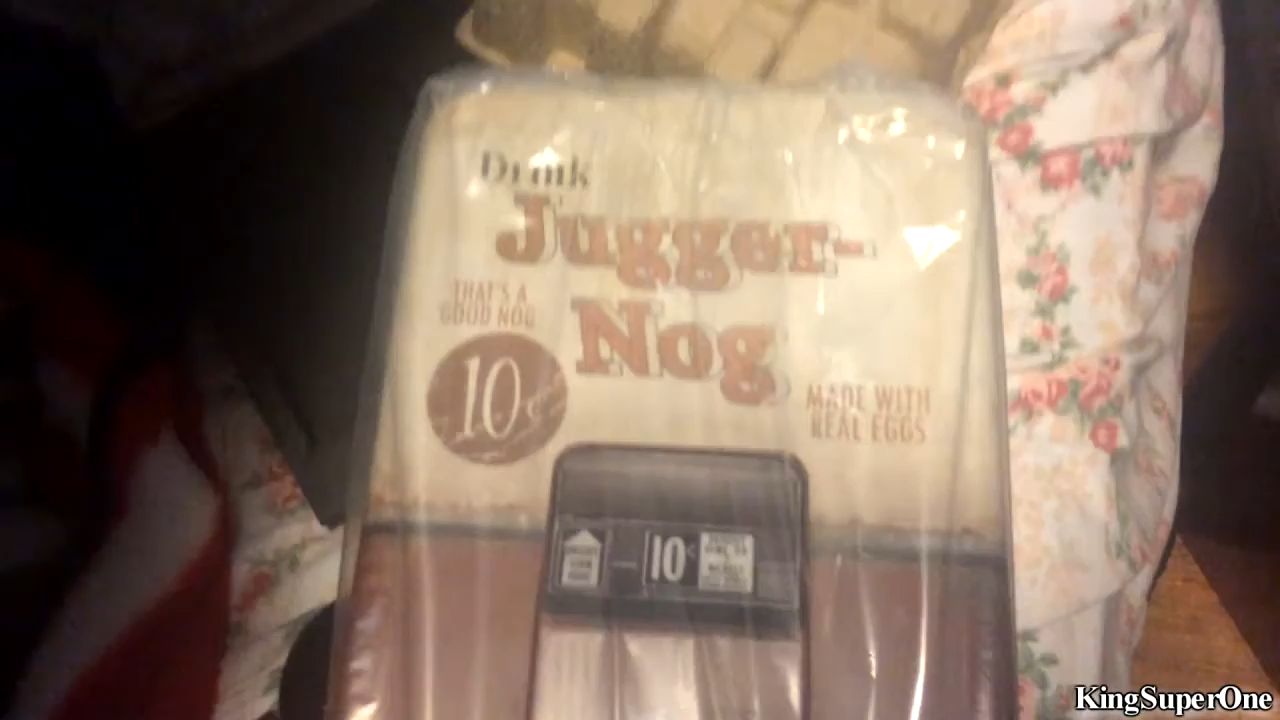 Drink
Jugger-
Nog
THAT'S A
GOOD NOG
10¢
MADE WITH
REAL EGGS
10¢
KingSuperOne